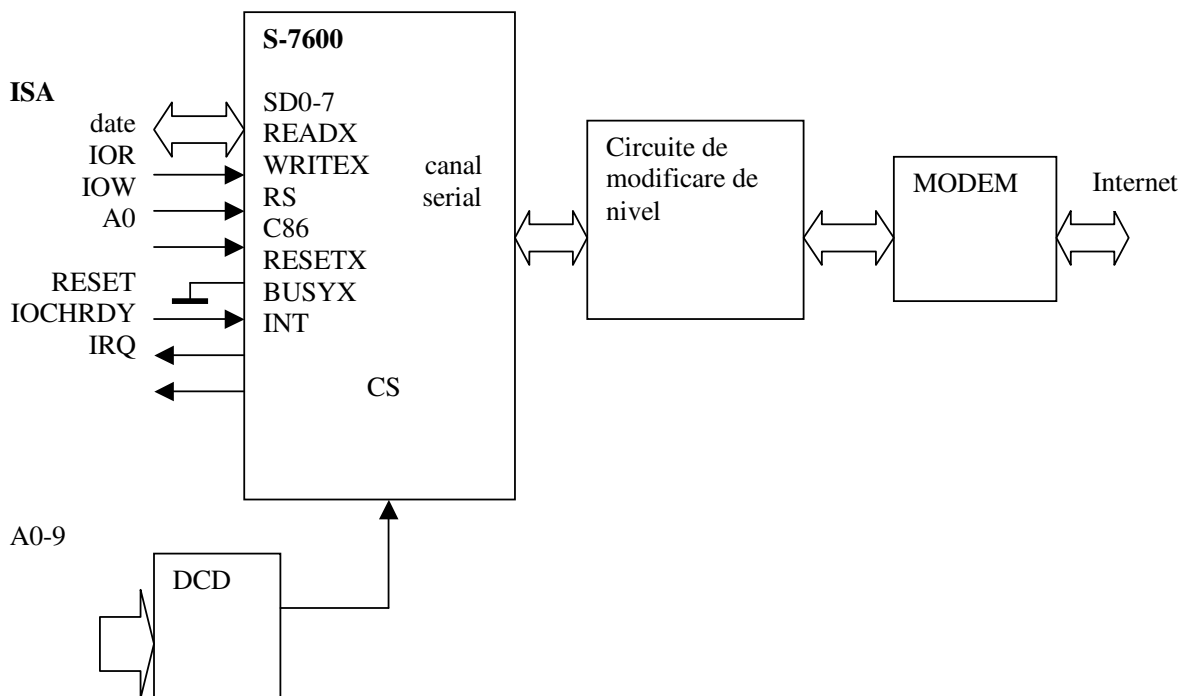 S-7600
ISA
date
IOR
IOW
A0
RESET
IOCHRDY
IRQ
SD0-7
READX
WRITEX
RS
C86
RESETX
BUSYX
INT
canal
serial
CS
Circuite de
modificare de
nivel
MODEM
Internet
A0-9
DCD